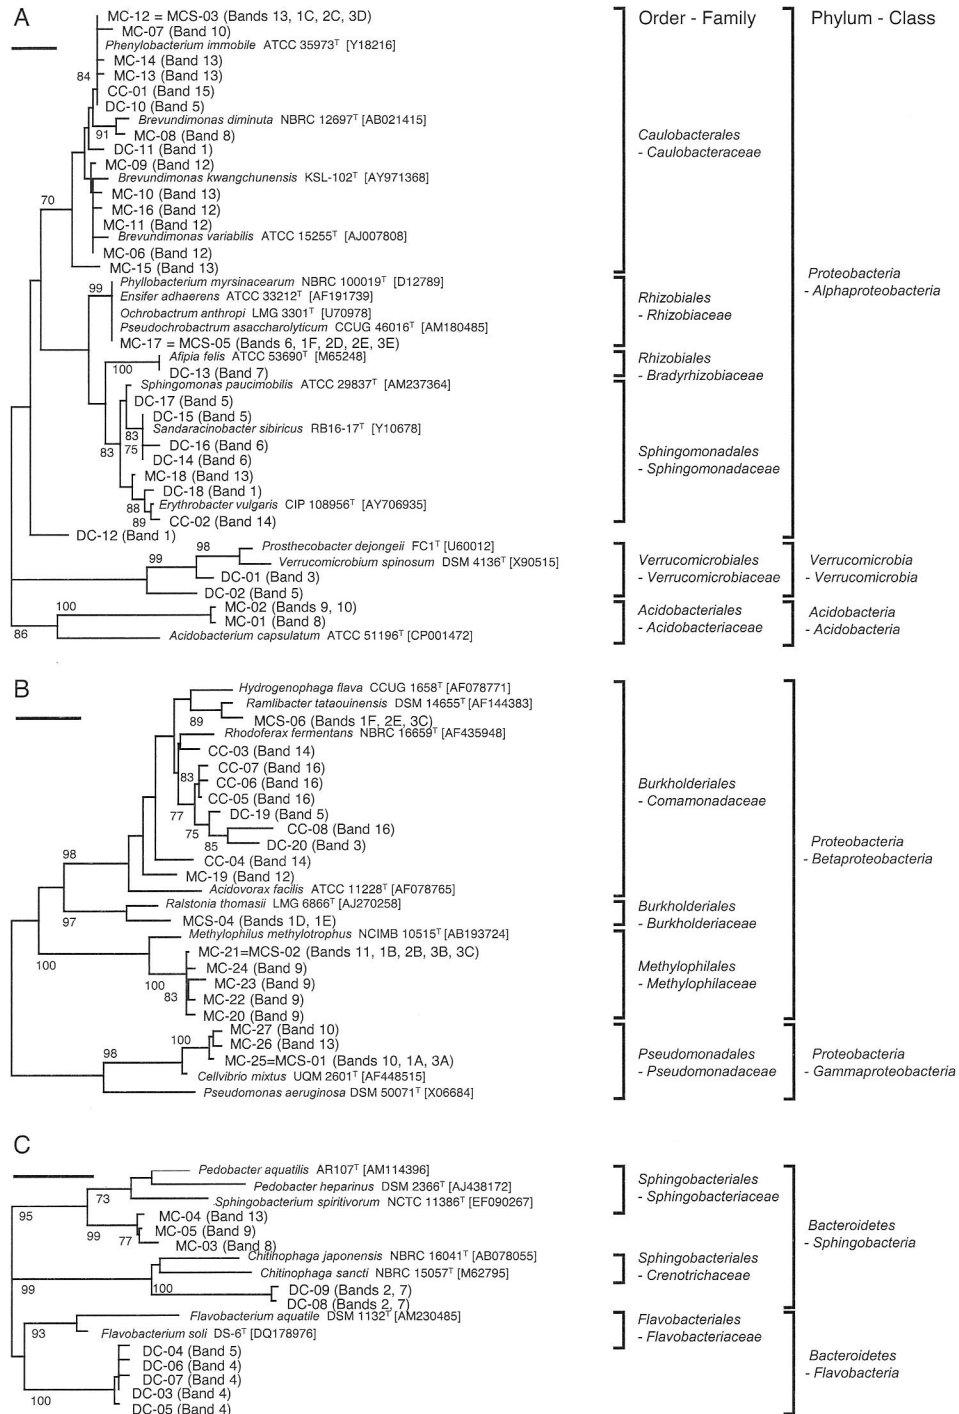 A
Order - Family
Phylum - Class
MC-12 = MCS-03 (Bands 13, 1C, 2C, 3D)
MC-07 (Band 10)
Phenylobacterium immobile ATCC 35973T [Y18216]
MC-14 (Band 13)
84
MC-13 (Band 13)
CC-01 (Band 15)
DC-10 (Band 5)
Brevundimonas diminuta NBRC 12697T [AB021415]
91
MC-08 (Band 8)
DC-11 (Band 1)
MC-09 (Band 12)
Brevundimonas kwangchunensis KSL-102T [AY971368]
MC-10 (Band 13)
70
MC-16 (Band 12)
MC-11 (Band 12)
Brevundimonas variabilis ATCC 15255T [AJ007808]
MC-06 (Band 12)
MC-15 (Band 13)
Caulobacterales
- Caulobacteraceae
Phyllobacterium myrsinacearum NBRC 100019T [D12789]
99
Ensifer adhaerens ATCC 33212T [AF191739]
Ochrobactrum anthropi LMG 3301T [U70978]
Pseudochrobactrum asaccharolyticum CCUG 46016T [AM180485]
MC-17 = MCS-05 (Bands 6, 1F, 2D, 2E, 3E)
Rhizobiales
- Rhizobiaceae
Proteobacteria
- Alphaproteobacteria
Afipia felis ATCC 53690T [M65248]
100
DC-13 (Band 7)
Rhizobiales
- Bradyrhizobiaceae
Sphingomonas paucimobilis ATCC 29837T [AM237364]
DC-17 (Band 5)
DC-15 (Band 5)
Sandaracinobacter sibiricus RB16-17T [Y10678]
83
DC-16 (Band 6)
83
75
DC-14 (Band 6)
MC-18 (Band 13)
DC-18 (Band 1)
Erythrobacter vulgaris CIP 108956T [AY706935]
88
89
CC-02 (Band 14)
DC-12 (Band 1)
Sphingomonadales
- Sphingomonadaceae
98
Prosthecobacter dejongeii FC1T [U60012]
99
Verrucomicrobium spinosum DSM 4136T [X90515]
DC-01 (Band 3)
DC-02 (Band 5)
Verrucomicrobiales
- Verrucomicrobiaceae
Verrucomicrobia
- Verrucomicrobia
100
MC-02 (Bands 9, 10)
MC-01 (Band 8)
86
Acidobacterium capsulatum ATCC 51196T [CP001472]
Acidobacteriales
- Acidobacteriaceae
Acidobacteria
- Acidobacteria
B
Hydrogenophaga flava CCUG 1658T [AF078771]
Ramlibacter tataouinensis DSM 14655T [AF144383]
89
MCS-06 (Bands 1F, 2E, 3C)
Rhodoferax fermentans NBRC 16659T [AF435948]
CC-03 (Band 14)
CC-07 (Band 16)
83
CC-06 (Band 16)
CC-05 (Band 16)
77
DC-19 (Band 5)
75
CC-08 (Band 16)
85
DC-20 (Band 3)
98
CC-04 (Band 14)
MC-19 (Band 12)
Acidovorax facilis ATCC 11228T [AF078765]
Burkholderiales
- Comamonadaceae
Proteobacteria
- Betaproteobacteria
Ralstonia thomasii LMG 6866T [AJ270258]
97
MCS-04 (Bands 1D, 1E)
Burkholderiales
- Burkholderiaceae
Methylophilus methylotrophus NCIMB 10515T [AB193724]
MC-21=MCS-02 (Bands 11, 1B, 2B, 3B, 3C)
100
MC-24 (Band 9)
100
MC-23 (Band 9)
83
MC-22 (Band 9)
MC-20 (Band 9)
Methylophilales
- Methylophilaceae
MC-27 (Band 10)
100
MC-26 (Band 13)
98
MC-25=MCS-01 (Bands 10, 1A, 3A)
Cellvibrio mixtus UQM 2601T [AF448515]
Pseudomonas aeruginosa DSM 50071T [X06684]
Pseudomonadales
- Pseudomonadaceae
Proteobacteria
- Gammaproteobacteria
C
Pedobacter aquatilis AR107T [AM114396]
Pedobacter heparinus DSM 2366T [AJ438172]
73
Sphingobacterium spiritivorum NCTC 11386T [EF090267]
95
MC-04 (Band 13)
99
MC-05 (Band 9)
77
MC-03 (Band 8)
Sphingobacteriales
- Sphingobacteriaceae
Bacteroidetes
- Sphingobacteria
Chitinophaga japonensis NBRC 16041T [AB078055]
Chitinophaga sancti NBRC 15057T [M62795]
99
100
DC-09 (Bands 2, 7)
DC-08 (Bands 2, 7)
Sphingobacteriales
- Crenotrichaceae
Flavobacterium aquatile DSM 1132T [AM230485]
93
Flavobacterium soli DS-6T [DQ178976]
Flavobacteriales
- Flavobacteriaceae
DC-04 (Band 5)
DC-06 (Band 4)
DC-07 (Band 4)
100
DC-03 (Band 4)
DC-05 (Band 4)
Bacteroidetes
- Flavobacteria